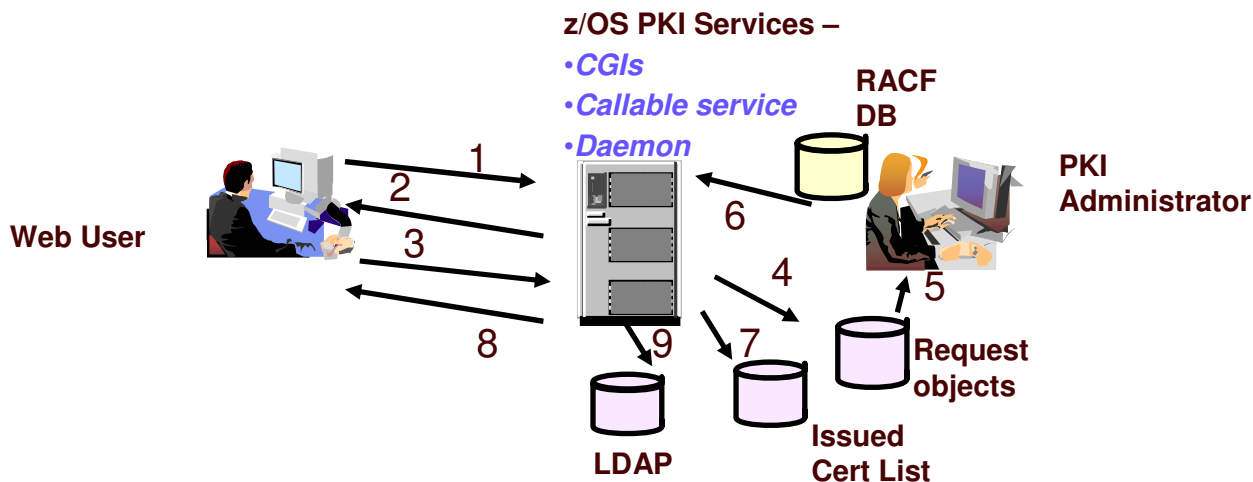 z/OS PKI Services –
•CGIs
•Callable service
•Daemon
RACF
DB
PKI
Administrator
Web User
1
2
3
8
6
4
5
9
7
Request
objects
LDAP
Issued
Cert List